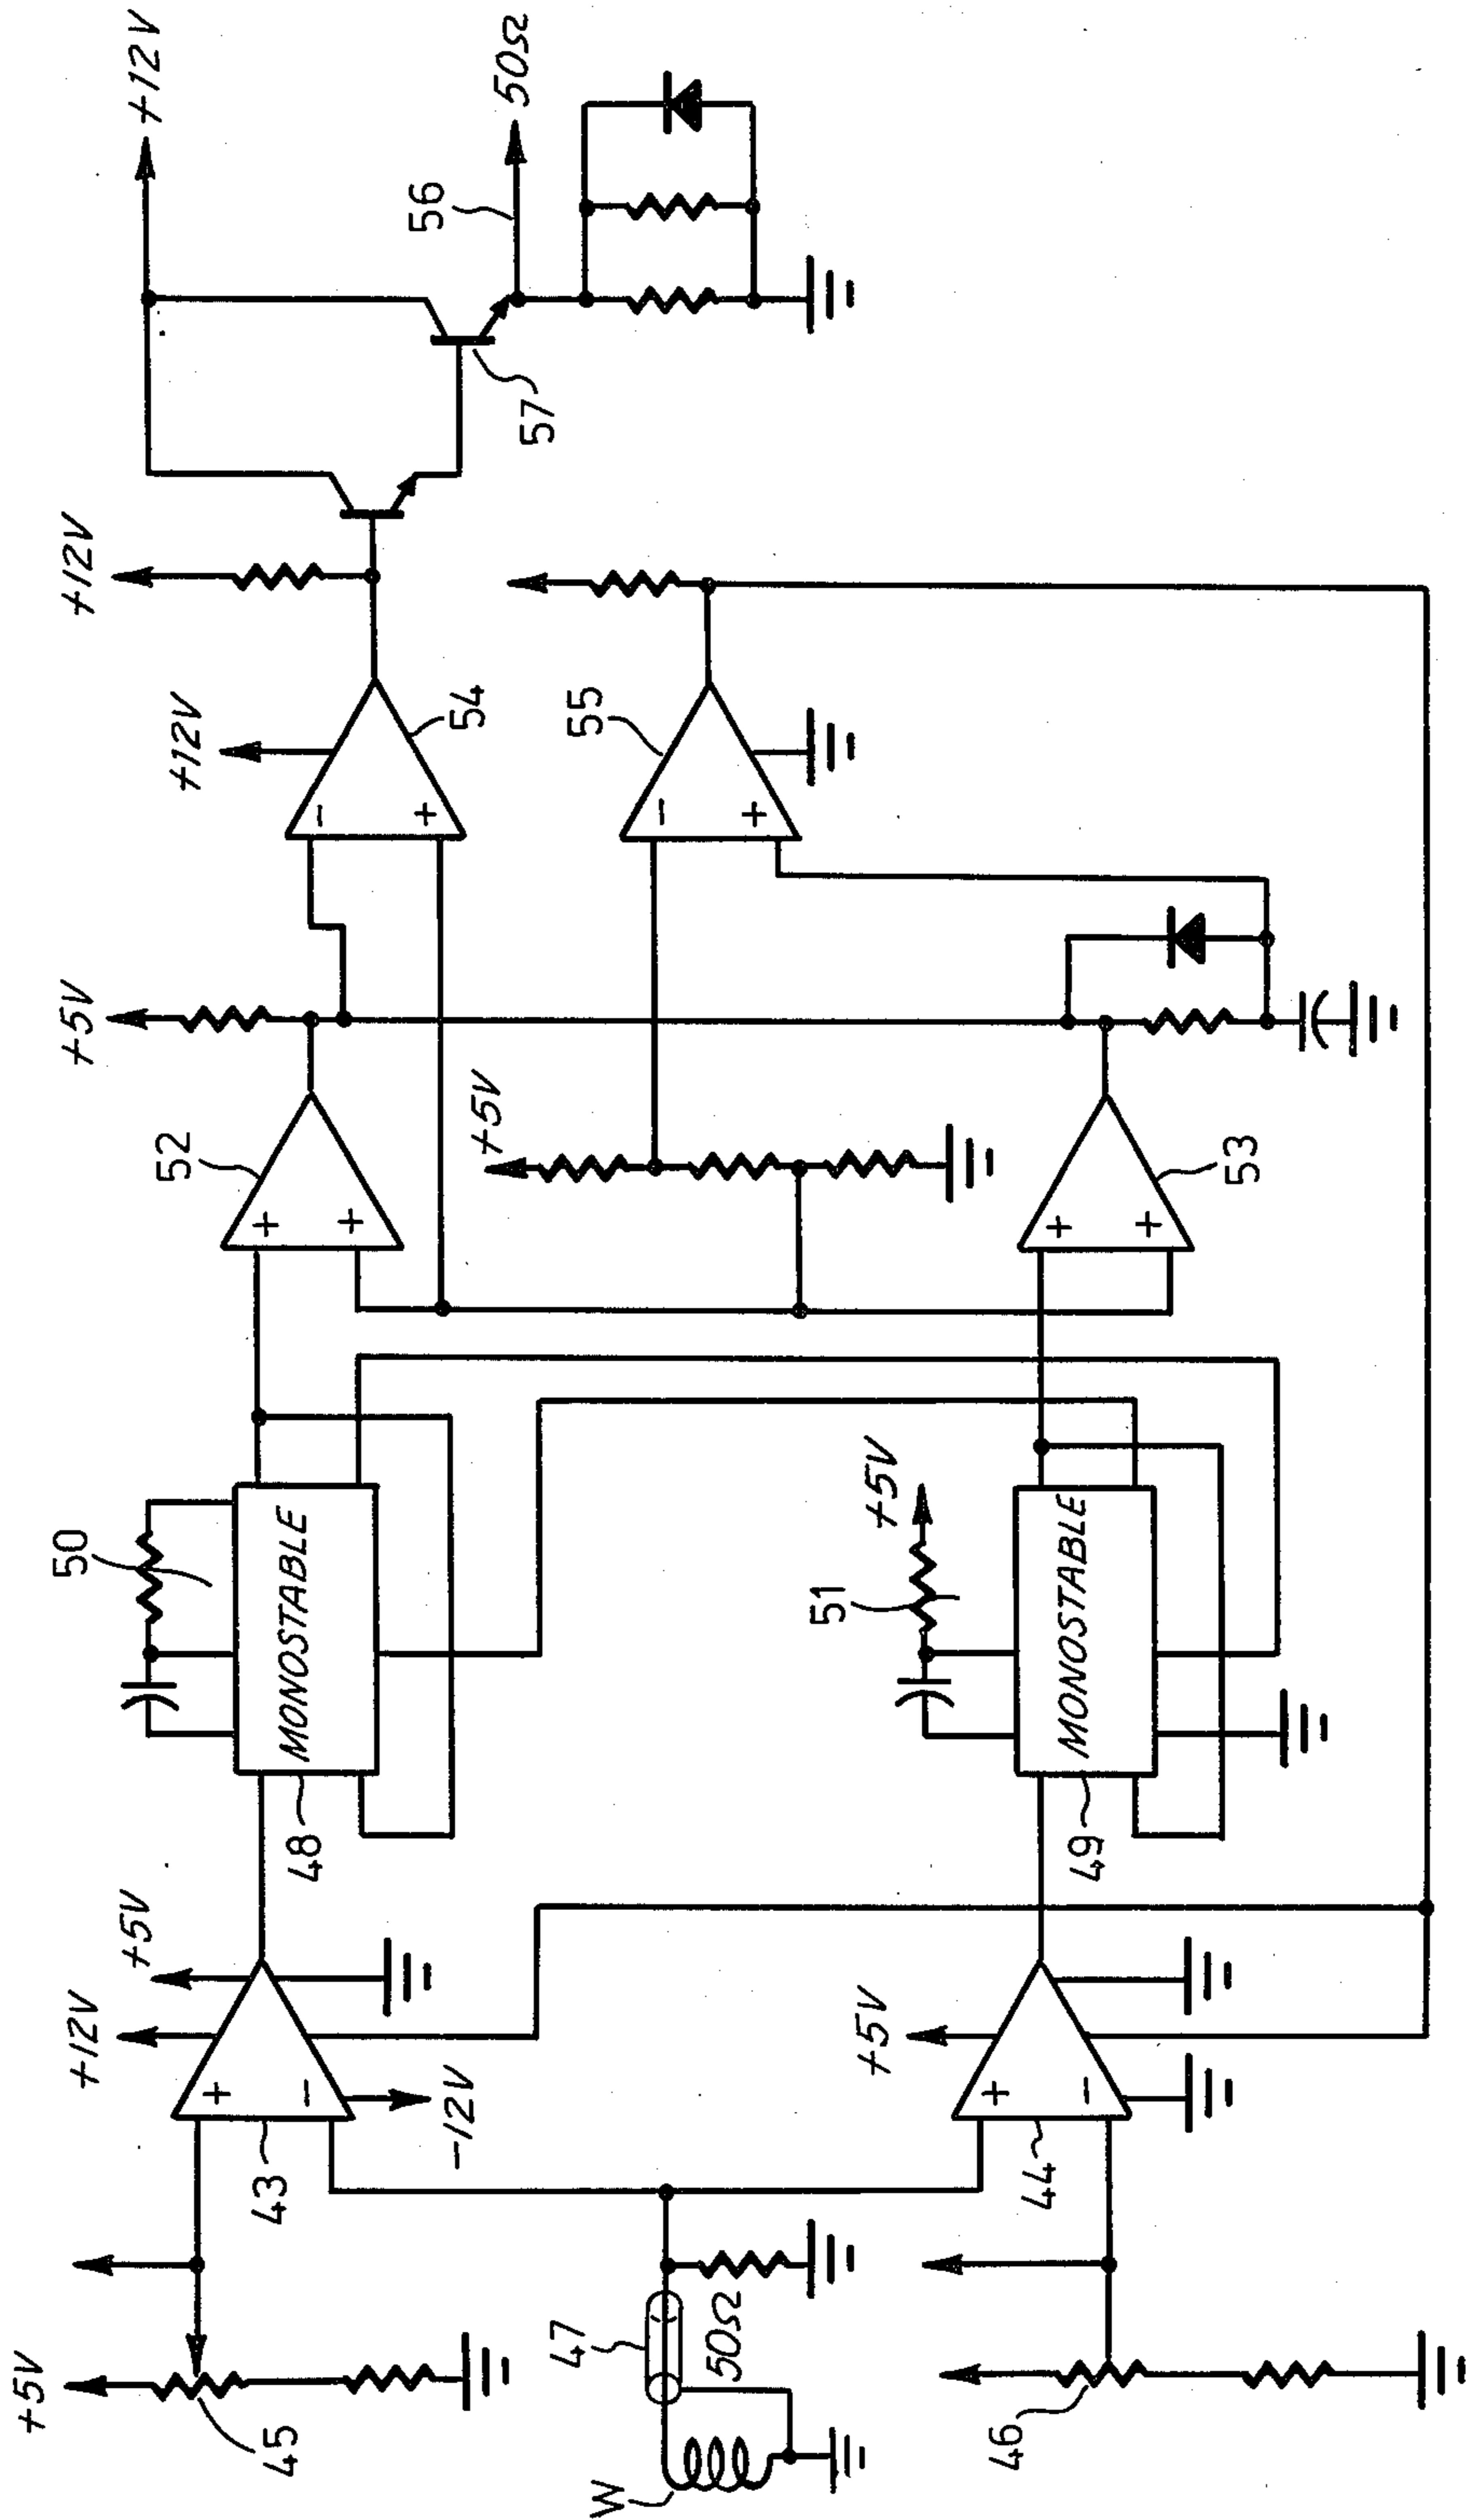 +5V
45
+12V
+5V
43
+
-
-12V
48
MONOSTABLE
50
52
+
+
+5V
+12V
54
-
+
+12V
+12V
57
56
50Ω
W
47
50Ω
+5V
55
-
+
46
+5V
44
+
-
49
MONOSTABLE
51
+5V
53
+
+